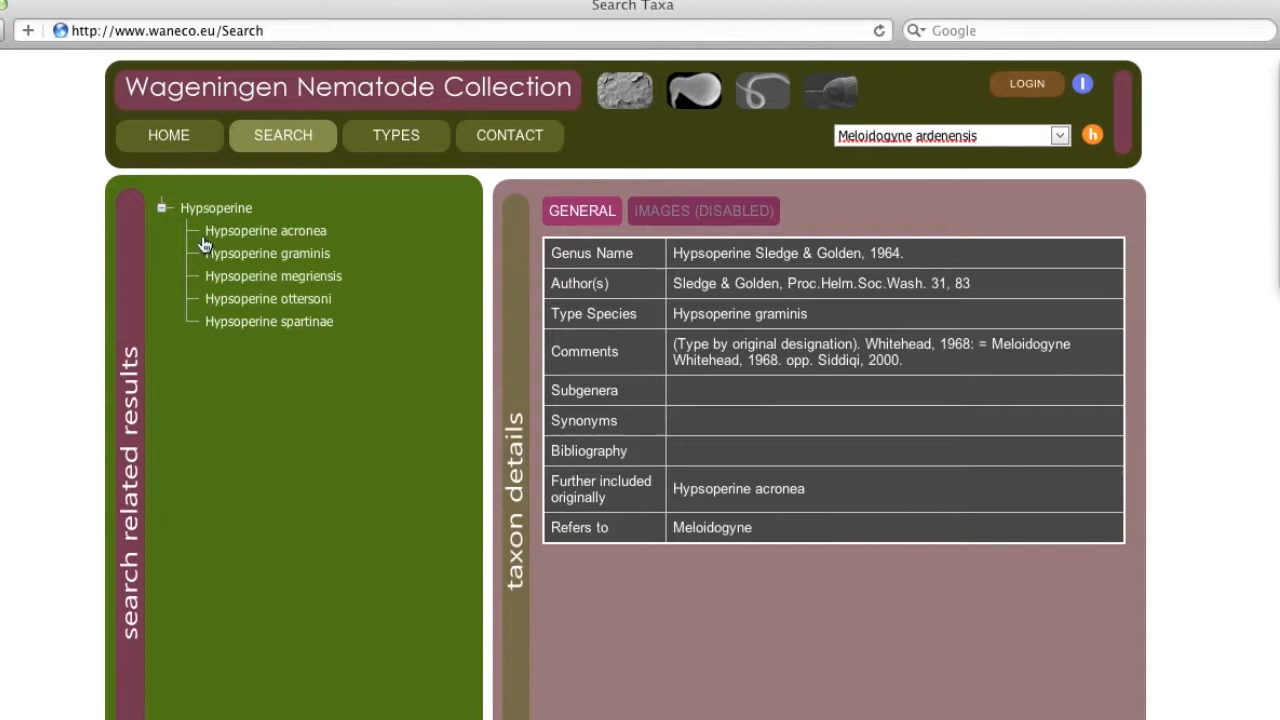 Search Taxa
http://www.waneco.eu/Search
Google
Wageningen Nematode Collection
LOGIN
I
HOME
SEARCH
TYPES
CONTACT
Meloidogyne ardenensis
h
search related results
Hypsoperine
Hypsoperine acronea
Hypsoperine graminis
Hypsoperine megriensis
Hypsoperine ottersoni
Hypsoperine spartinae
taxon details
GENERAL
IMAGES (DISABLED)
Genus Name
Hypsoperine Sledge & Golden, 1964.
Author(s)
Sledge & Golden, Proc.Helm.Soc.Wash. 31, 83
Type Species
Hypsoperine graminis
Comments
(Type by original designation). Whitehead, 1968: = Meloidogyne
Whitehead, 1968. opp. Siddiqi, 2000.
Subgenera
Synonyms
Bibliography
Further included
originally
Hypsoperine acronea
Refers to
Meloidogyne